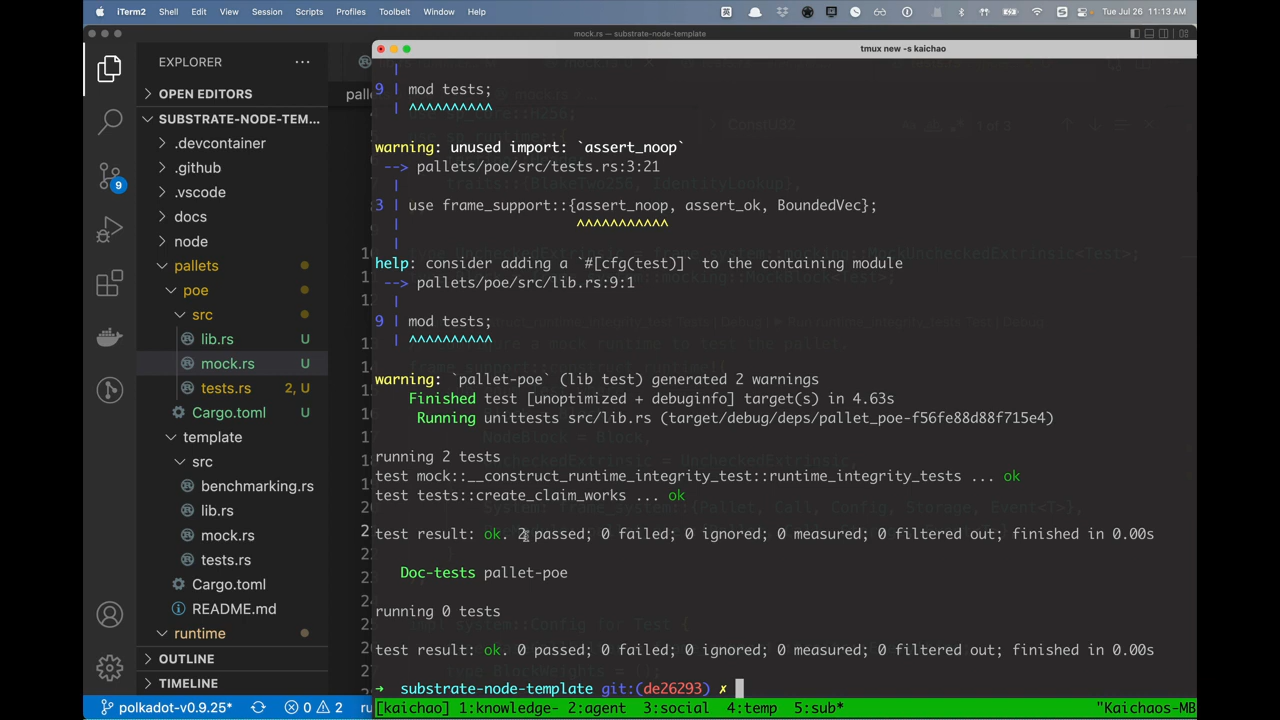 iTerm2 Shell Edit View Session Scripts Profiles Toolbelt Window Help 英 Tue Jul 26 11:13 AM
mock.rs — substrate-node-template
tmux new -s kaichao
EXPLORER
OPEN EDITORS
SUBSTRATE-NODE-TEM...
.devcontainer
.github
.vscode
docs
node
pallets
poe
src
lib.rs U
mock.rs U
tests.rs 2, U
Cargo.toml U
template
src
benchmarking.rs
lib.rs
mock.rs
tests.rs
Cargo.toml
README.md
runtime
OUTLINE
TIMELINE
9
|
9 | mod tests;
| ^^^^^^^^^^
warning: unused import: `assert_noop`
--> pallets/poe/src/tests.rs:3:21
|
3 | use frame_support::{assert_noop, assert_ok, BoundedVec};
| ^^^^^^^^^^^
|
help: consider adding a `#[cfg(test)]` to the containing module
--> pallets/poe/src/lib.rs:9:1
|
9 | mod tests;
| ^^^^^^^^^^
warning: `pallet-poe` (lib test) generated 2 warnings
Finished test [unoptimized + debuginfo] target(s) in 4.63s
Running unittests src/lib.rs (target/debug/deps/pallet_poe-f56fe88d88f715e4)
running 2 tests
test mock::__construct_runtime_integrity_test::runtime_integrity_tests ... ok
test tests::create_claim_works ... ok
test result: ok. 2 passed; 0 failed; 0 ignored; 0 measured; 0 filtered out; finished in 0.00s
Doc-tests pallet-poe
running 0 tests
test result: ok. 0 passed; 0 failed; 0 ignored; 0 measured; 0 filtered out; finished in 0.00s
➜ substrate-node-template git:(de26293) ✗
[kaichao] 1:knowledge- 2:agent 3:social 4:temp 5:sub* "Kaichaos-MB
polkadot-v0.9.25* 0 2 ru